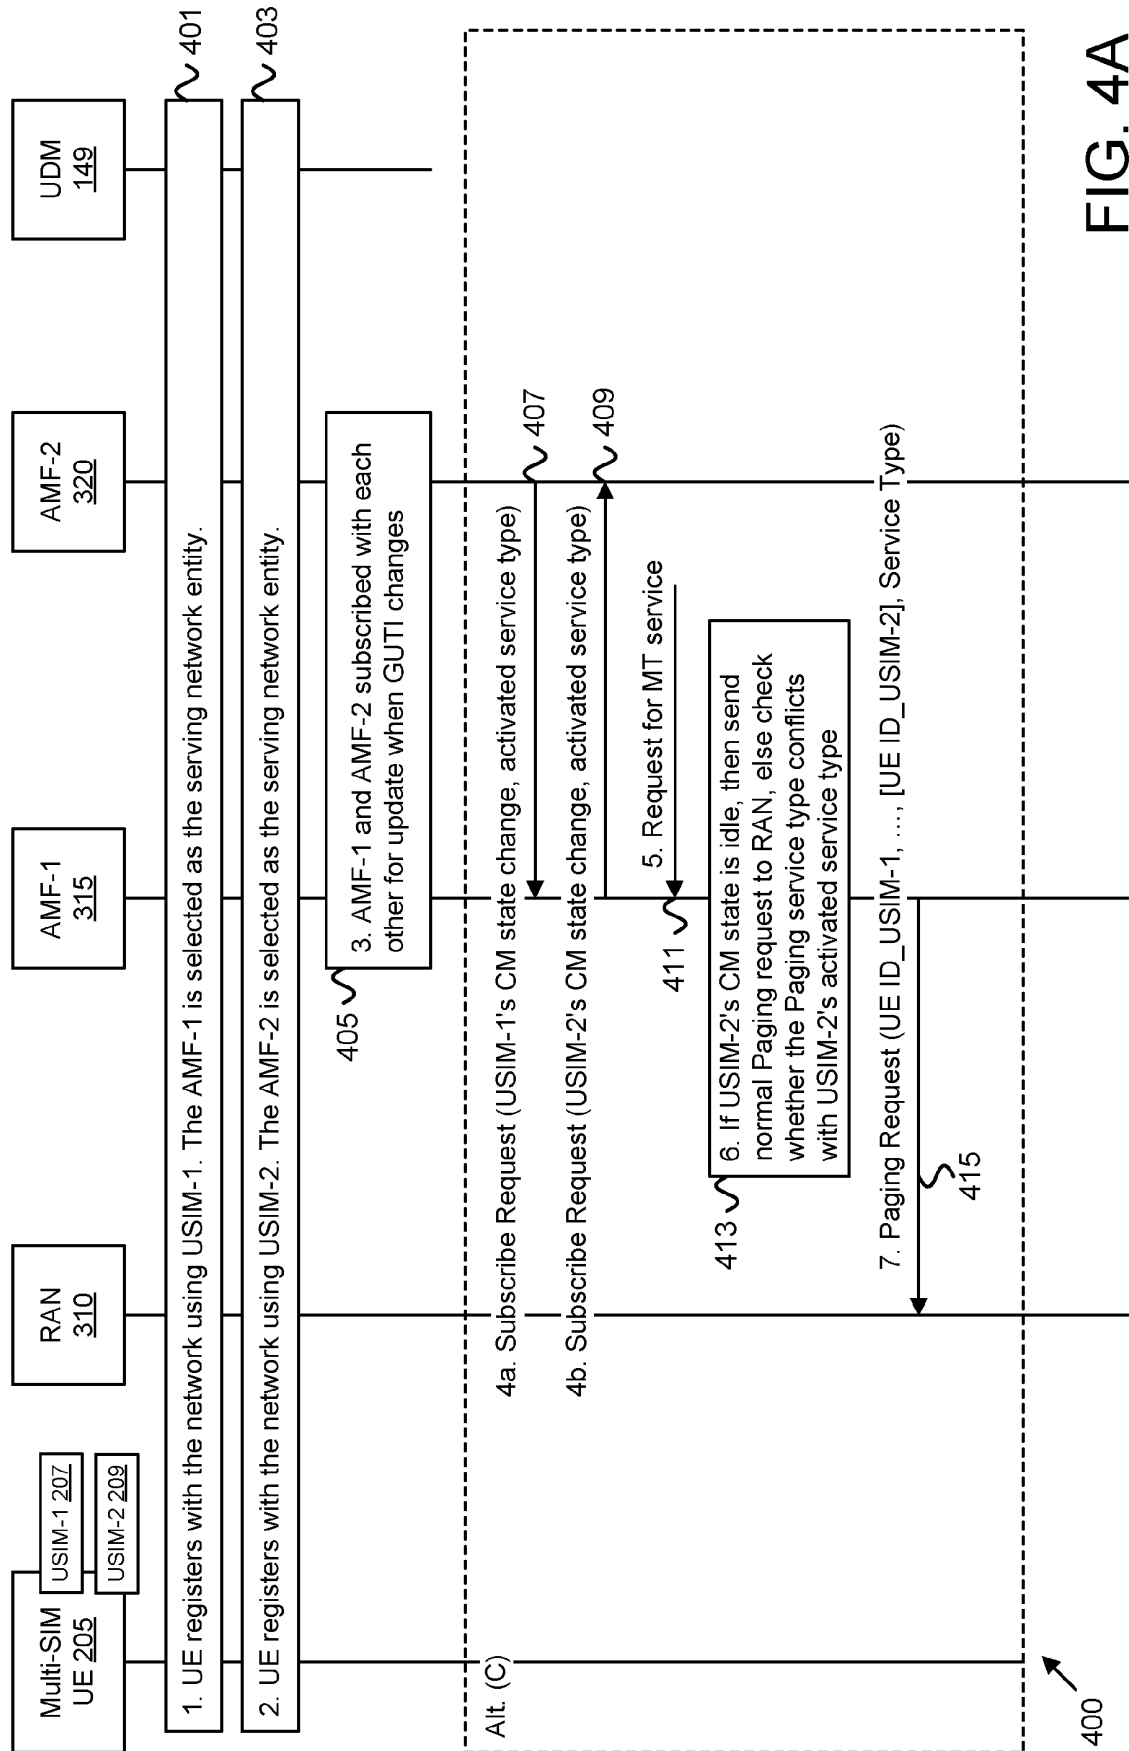 Multi-SIM
UE 205
USIM-1 207
USIM-2 209
RAN
310
AMF-1
315
AMF-2
320
UDM
149
1. UE registers with the network using USIM-1. The AMF-1 is selected as the serving network entity.
401
2. UE registers with the network using USIM-2. The AMF-2 is selected as the serving network entity.
403
3. AMF-1 and AMF-2 subscribed with each
other for update when GUTI changes
405
Alt. (C)
4a. Subscribe Request (USIM-1's CM state change, activated service type)
407
4b. Subscribe Request (USIM-2's CM state change, activated service type)
409
5. Request for MT service
411
6. If USIM-2's CM state is idle, then send
normal Paging request to RAN, else check
whether the Paging service type conflicts
with USIM-2's activated service type
413
7. Paging Request (UE ID_USIM-1, …, [UE ID_USIM-2], Service Type)
415
400
FIG. 4A